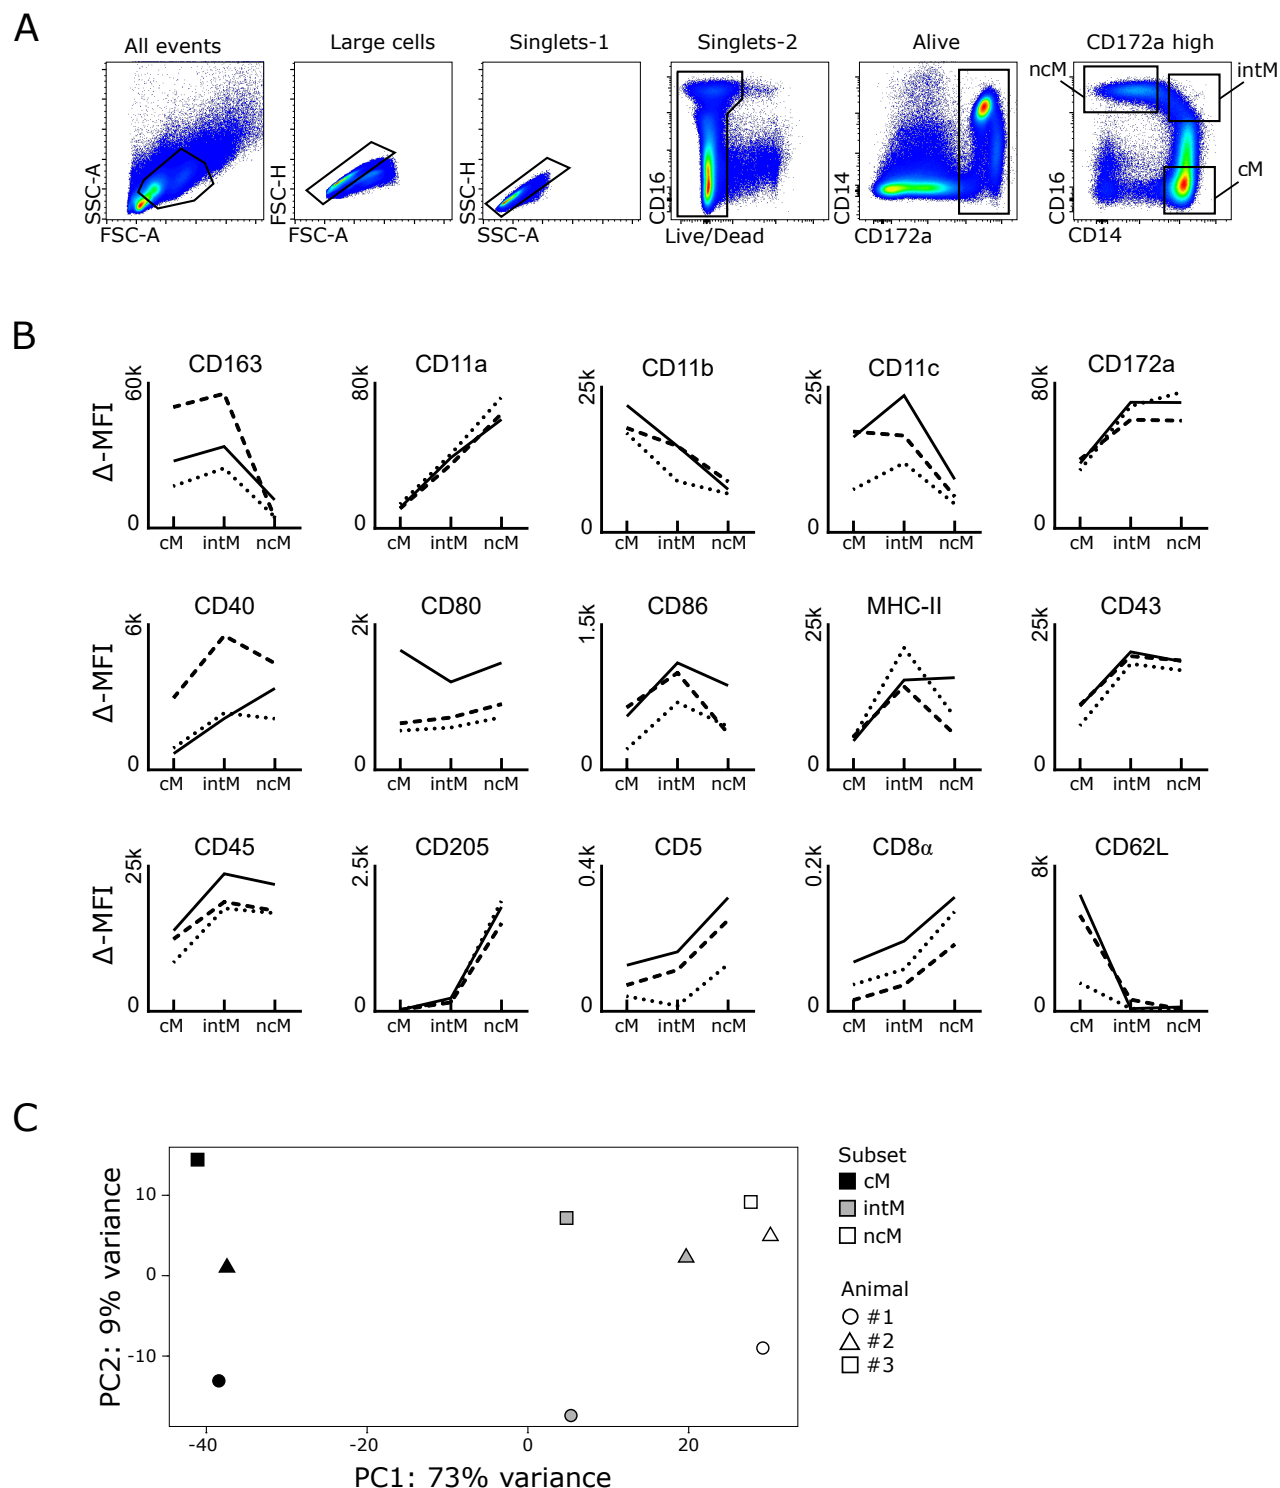 A
All events
Large cells
Singlets-1
Singlets-2
Alive
CD172a high
ncM
intM
cM
SSC-A
FSC-A
FSC-H
FSC-A
SSC-H
SSC-A
CD16
Live/Dead
CD14
CD172a
CD16
CD14
B
CD163
CD11a
CD11b
CD11c
CD172a
Δ-MFI
60k
0
cM intM ncM
80k
0
cM intM ncM
25k
0
cM intM ncM
25k
0
cM intM ncM
80k
0
cM intM ncM
CD40
CD80
CD86
MHC-II
CD43
Δ-MFI
6k
0
cM intM ncM
2k
0
cM intM ncM
1.5k
0
cM intM ncM
25k
0
cM intM ncM
25k
0
cM intM ncM
CD45
CD205
CD5
CD8α
CD62L
Δ-MFI
25k
0
cM intM ncM
2.5k
0
cM intM ncM
0.4k
0
cM intM ncM
0.2k
0
cM intM ncM
8k
0
cM intM ncM
C
PC2: 9% variance
10
0
-10
-40 -20 0 20
PC1: 73% variance
Subset
cM
intM
ncM
Animal
#1
#2
#3